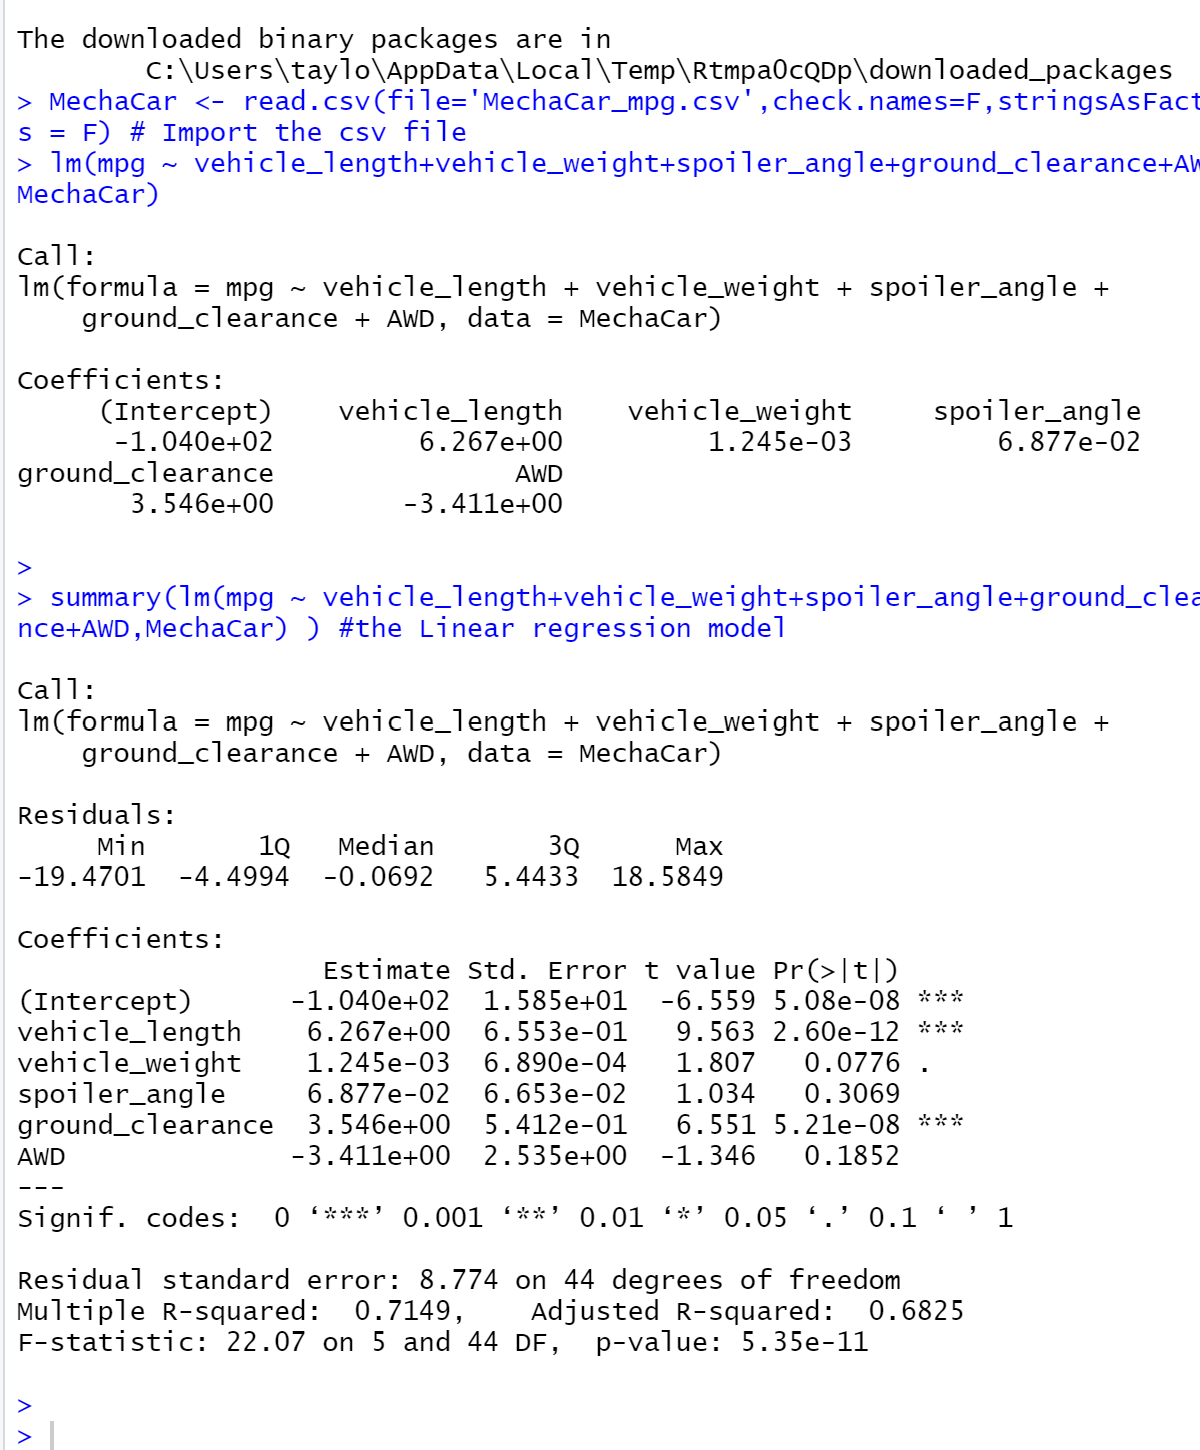 The downloaded binary packages are in
        C:\Users\taylo\AppData\Local\Temp\Rtmpa0cQDp\downloaded_packages
> MechaCar <- read.csv(file='MechaCar_mpg.csv',check.names=F,stringsAsFact
s = F) # Import the csv file
> lm(mpg ~ vehicle_length+vehicle_weight+spoiler_angle+ground_clearance+AW
MechaCar)

Call:
lm(formula = mpg ~ vehicle_length + vehicle_weight + spoiler_angle +
    ground_clearance + AWD, data = MechaCar)

Coefficients:
     (Intercept)    vehicle_length    vehicle_weight     spoiler_angle
      -1.040e+02         6.267e+00         1.245e-03         6.877e-02
ground_clearance               AWD
       3.546e+00        -3.411e+00

>
> summary(lm(mpg ~ vehicle_length+vehicle_weight+spoiler_angle+ground_clea
nce+AWD,MechaCar) ) #the Linear regression model

Call:
lm(formula = mpg ~ vehicle_length + vehicle_weight + spoiler_angle +
    ground_clearance + AWD, data = MechaCar)

Residuals:
     Min       1Q   Median       3Q      Max
-19.4701  -4.4994  -0.0692   5.4433  18.5849

Coefficients:
                   Estimate Std. Error t value Pr(>|t|)
(Intercept)      -1.040e+02  1.585e+01  -6.559 5.08e-08 ***
vehicle_length    6.267e+00  6.553e-01   9.563 2.60e-12 ***
vehicle_weight    1.245e-03  6.890e-04   1.807   0.0776 .
spoiler_angle     6.877e-02  6.653e-02   1.034   0.3069
ground_clearance  3.546e+00  5.412e-01   6.551 5.21e-08 ***
AWD              -3.411e+00  2.535e+00  -1.346   0.1852
---
Signif. codes:  0 ‘***’ 0.001 ‘**’ 0.01 ‘*’ 0.05 ‘.’ 0.1 ‘ ’ 1

Residual standard error: 8.774 on 44 degrees of freedom
Multiple R-squared:  0.7149,    Adjusted R-squared:  0.6825
F-statistic: 22.07 on 5 and 44 DF,  p-value: 5.35e-11

>
>